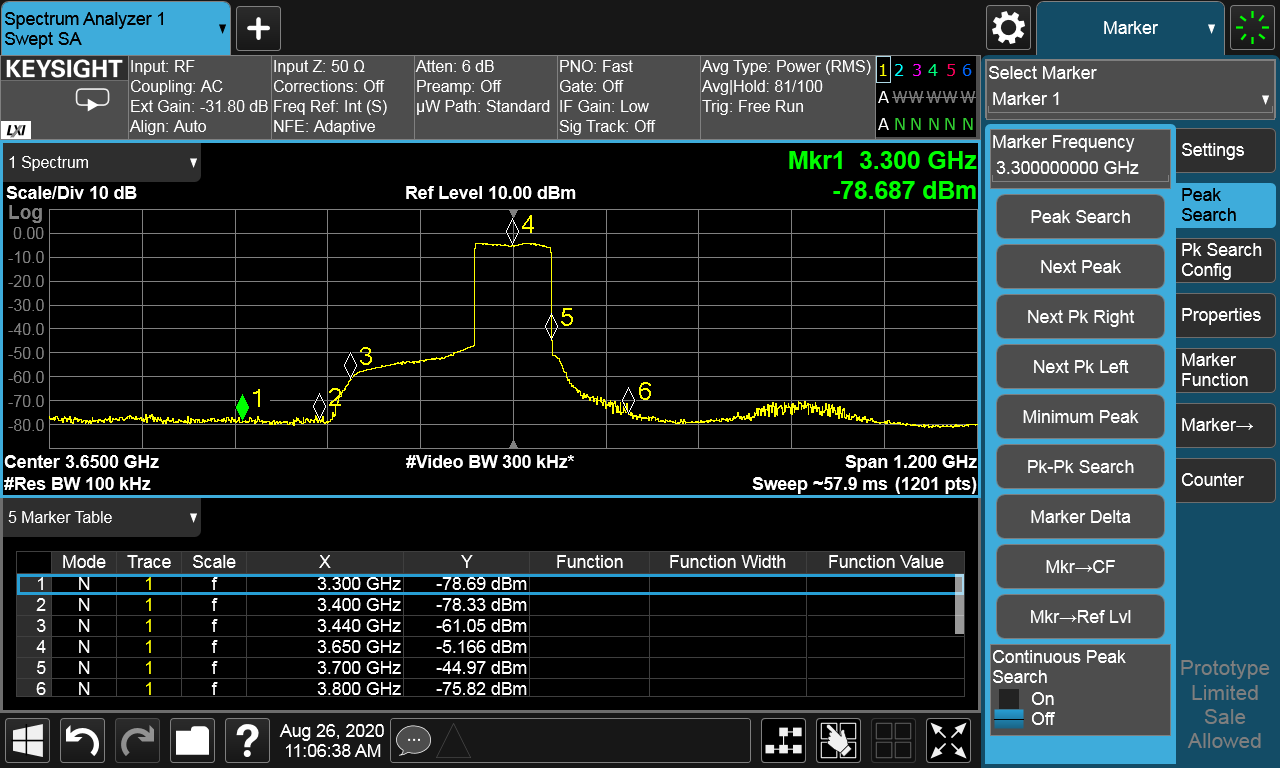 Spectrum Analyzer 1
Swept SA
Marker
KEYSIGHT
LXI
Input: RF
Coupling: AC
Ext Gain: -31.80 dB
Align: Auto
Input Z: 50 Ω
Corrections: Off
Freq Ref: Int (S)
NFE: Adaptive
Atten: 6 dB
Preamp: Off
µW Path: Standard
PNO: Fast
Gate: Off
IF Gain: Low
Sig Track: Off
Avg Type: Power (RMS)
Avg|Hold: 81/100
Trig: Free Run
1 2 3 4 5 6
A W W W W W
A N N N N N
Select Marker
Marker 1
1 Spectrum
Mkr1 3.300 GHz
-78.687 dBm
Scale/Div 10 dB
Ref Level 10.00 dBm
Log
0.00
-10.0
-20.0
-30.0
-40.0
-50.0
-60.0
-70.0
-80.0
1
2
3
4
5
6
Center 3.6500 GHz
#Video BW 300 kHz*
Span 1.200 GHz
#Res BW 100 kHz
Sweep ~57.9 ms (1201 pts)
5 Marker Table
Mode Trace Scale X Y Function Function Width Function Value
1 N 1 f 3.300 GHz -78.69 dBm
2 N 1 f 3.400 GHz -78.33 dBm
3 N 1 f 3.440 GHz -61.05 dBm
4 N 1 f 3.650 GHz -5.166 dBm
5 N 1 f 3.700 GHz -44.97 dBm
6 N 1 f 3.800 GHz -75.82 dBm
Marker Frequency
3.300000000 GHz
Peak Search
Next Peak
Next Pk Right
Next Pk Left
Minimum Peak
Pk-Pk Search
Marker Delta
Mkr→CF
Mkr→Ref Lvl
Continuous Peak
Search
On
Off
Settings
Peak
Search
Pk Search
Config
Properties
Marker
Function
Marker→
Counter
Prototype
Limited
Sale
Allowed
?
Aug 26, 2020
11:06:38 AM